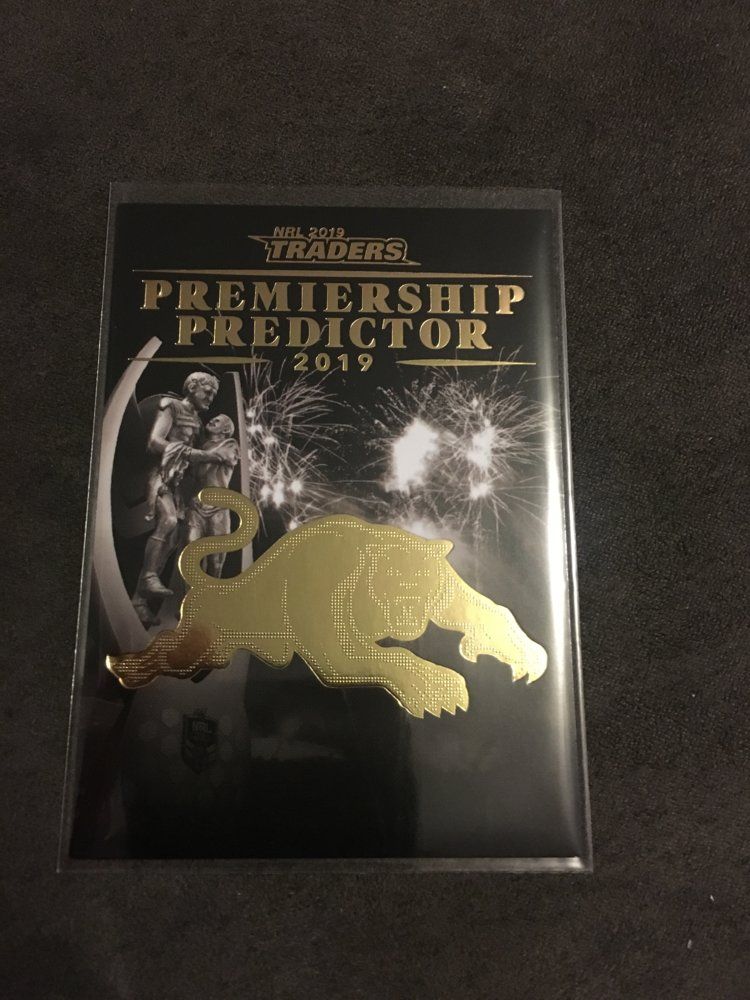 NRL 2019
TRADERS
PREMIERSHIP
PREDICTOR
2019